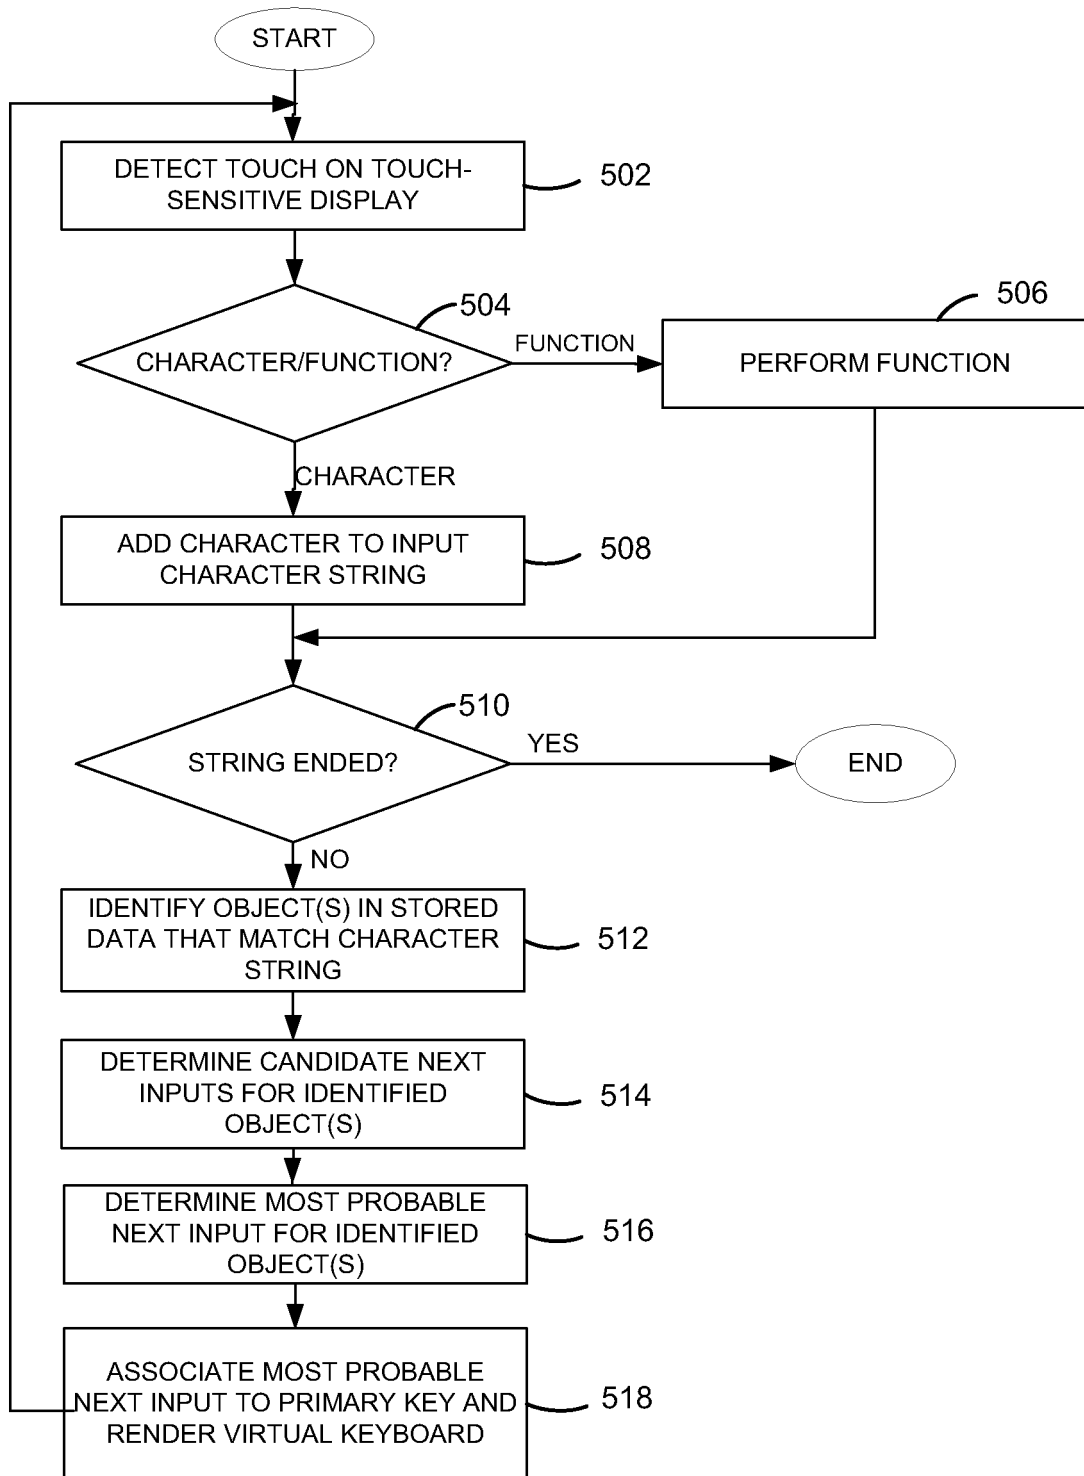 START
DETECT TOUCH ON TOUCH-
SENSITIVE DISPLAY
502
504
CHARACTER/FUNCTION?
FUNCTION
506
PERFORM FUNCTION
CHARACTER
ADD CHARACTER TO INPUT
CHARACTER STRING
508
510
STRING ENDED?
YES
END
NO
IDENTIFY OBJECT(S) IN STORED
DATA THAT MATCH CHARACTER
STRING
512
DETERMINE CANDIDATE NEXT
INPUTS FOR IDENTIFIED
OBJECT(S)
514
DETERMINE MOST PROBABLE
NEXT INPUT FOR IDENTIFIED
OBJECT(S)
516
ASSOCIATE MOST PROBABLE
NEXT INPUT TO PRIMARY KEY AND
RENDER VIRTUAL KEYBOARD
518